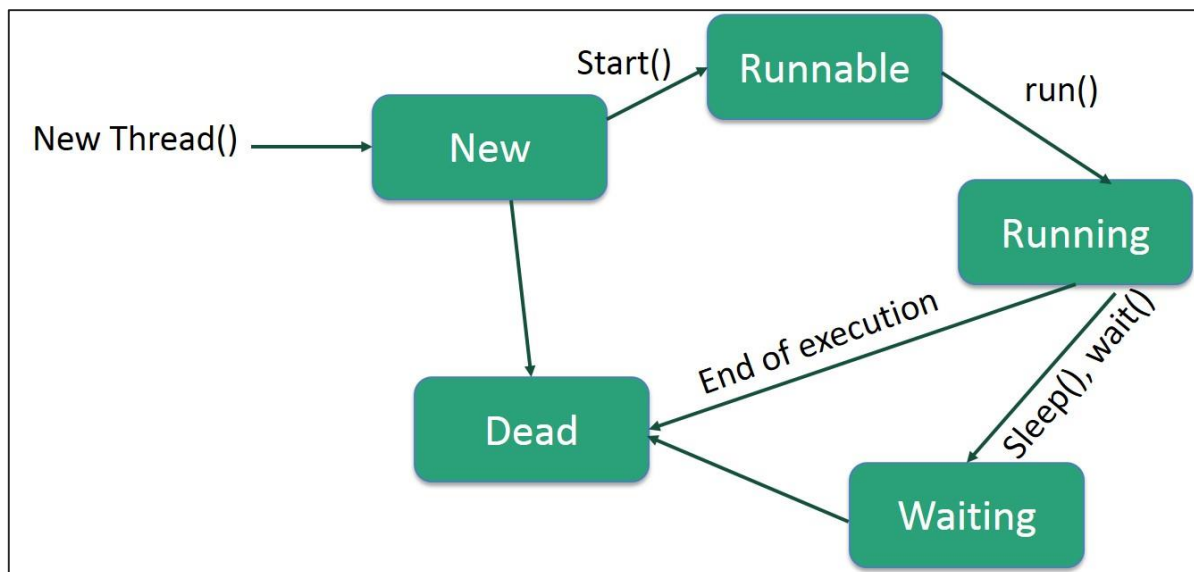 Start()
Runnable
run()
New Thread()
New
Running
End of execution
Sleep(), wait()
Dead
Waiting